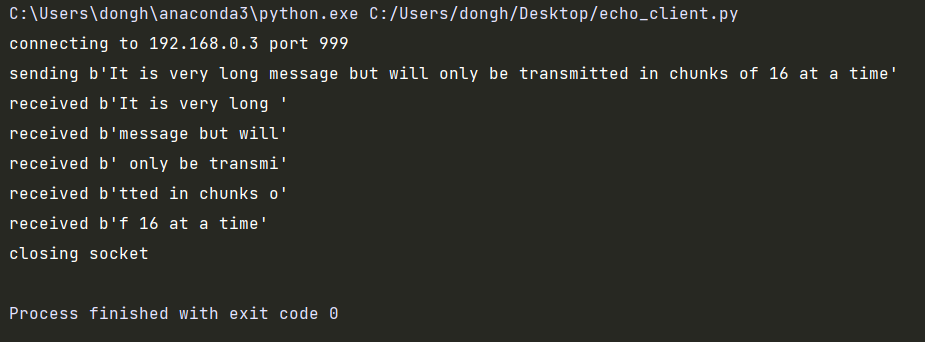 C:\Users\dongh\anaconda3\python.exe C:/Users/dongh/Desktop/echo_client.py
connecting to 192.168.0.3 port 999
sending b'It is very long message but will only be transmitted in chunks of 16 at a time'
received b'It is very long '
received b'message but will'
received b' only be transmi'
received b'tted in chunks o'
received b'f 16 at a time'
closing socket
Process finished with exit code 0